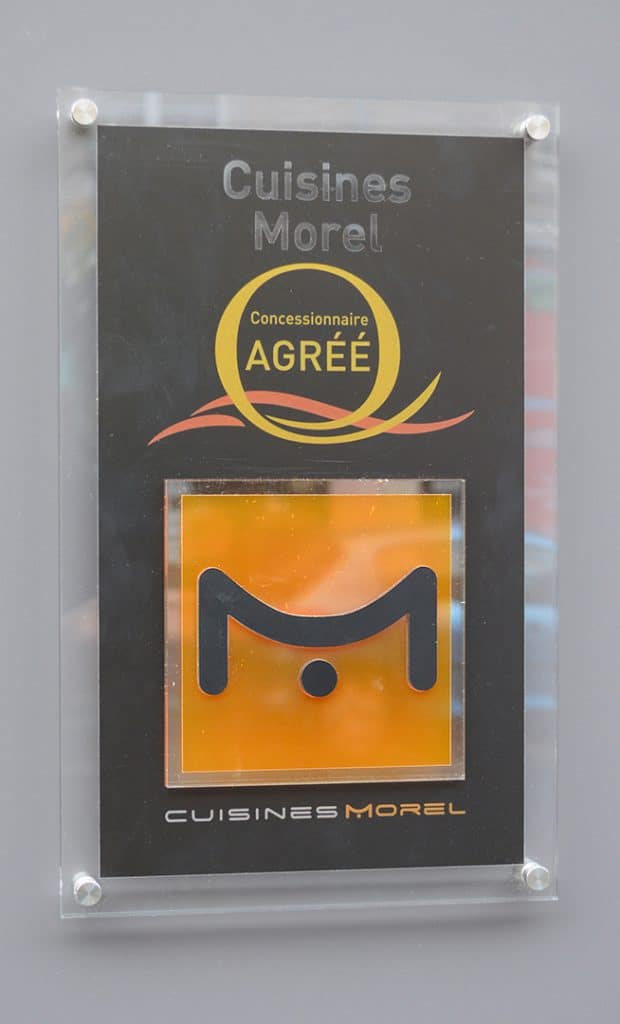 Cuisines
Morel
Concessionnaire
AGRÉÉ
CUISINES MOREL